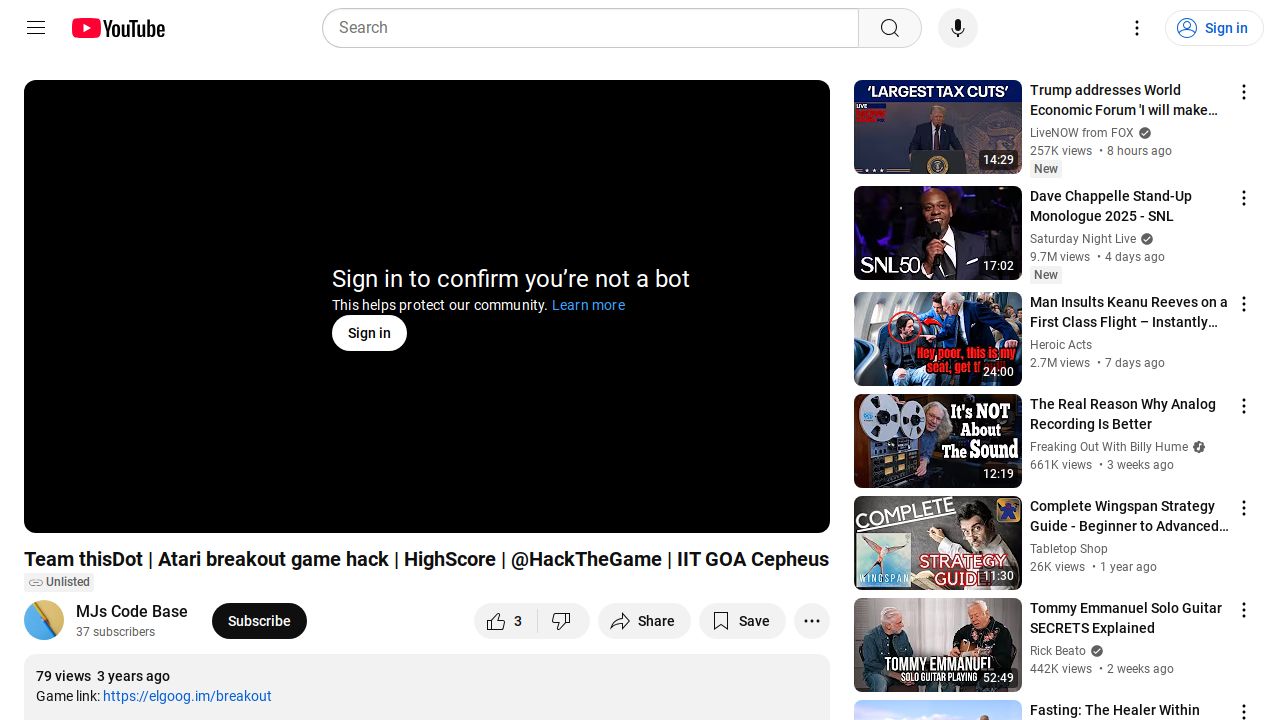 YouTube
Search
Sign in
Sign in to confirm you’re not a bot
This helps protect our community. Learn more
Sign in
Team thisDot | Atari breakout game hack | HighScore | @HackTheGame | IIT GOA Cepheus
Unlisted
MJs Code Base
37 subscribers
Subscribe
3
Share
Save
79 views 3 years ago
Game link: https://elgoog.im/breakout
‘LARGEST TAX CUTS’
LIVE
14:29
Trump addresses World
Economic Forum 'I will make…
LiveNOW from FOX
257K views • 8 hours ago
New
SNL50
17:02
Dave Chappelle Stand-Up
Monologue 2025 - SNL
Saturday Night Live
9.7M views • 4 days ago
New
Hey poor, this is my
seat, get
24:00
Man Insults Keanu Reeves on a
First Class Flight – Instantly…
Heroic Acts
2.7M views • 7 days ago
It's NOT
About
The Sound
12:19
The Real Reason Why Analog
Recording Is Better
Freaking Out With Billy Hume
661K views • 3 weeks ago
COMPLETE
WINGSPAN
STRATEGY
GUIDE
11:30
Complete Wingspan Strategy
Guide - Beginner to Advanced…
Tabletop Shop
26K views • 1 year ago
TOMMY EMMANUEL
SOLO GUITAR PLAYING
52:49
Tommy Emmanuel Solo Guitar
SECRETS Explained
Rick Beato
442K views • 2 weeks ago
Fasting: The Healer Within